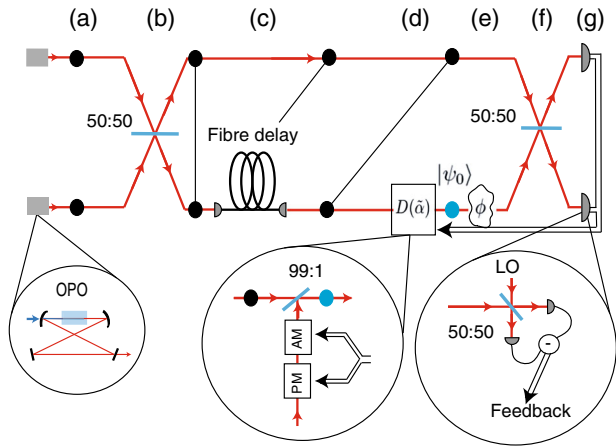 (a) (b) (c) (d) (e) (f) (g)
50:50
Fibre delay
50:50
|ψ₀⟩
D(α̃)
ϕ
OPO
99:1
AM
PM
LO
50:50
-
Feedback